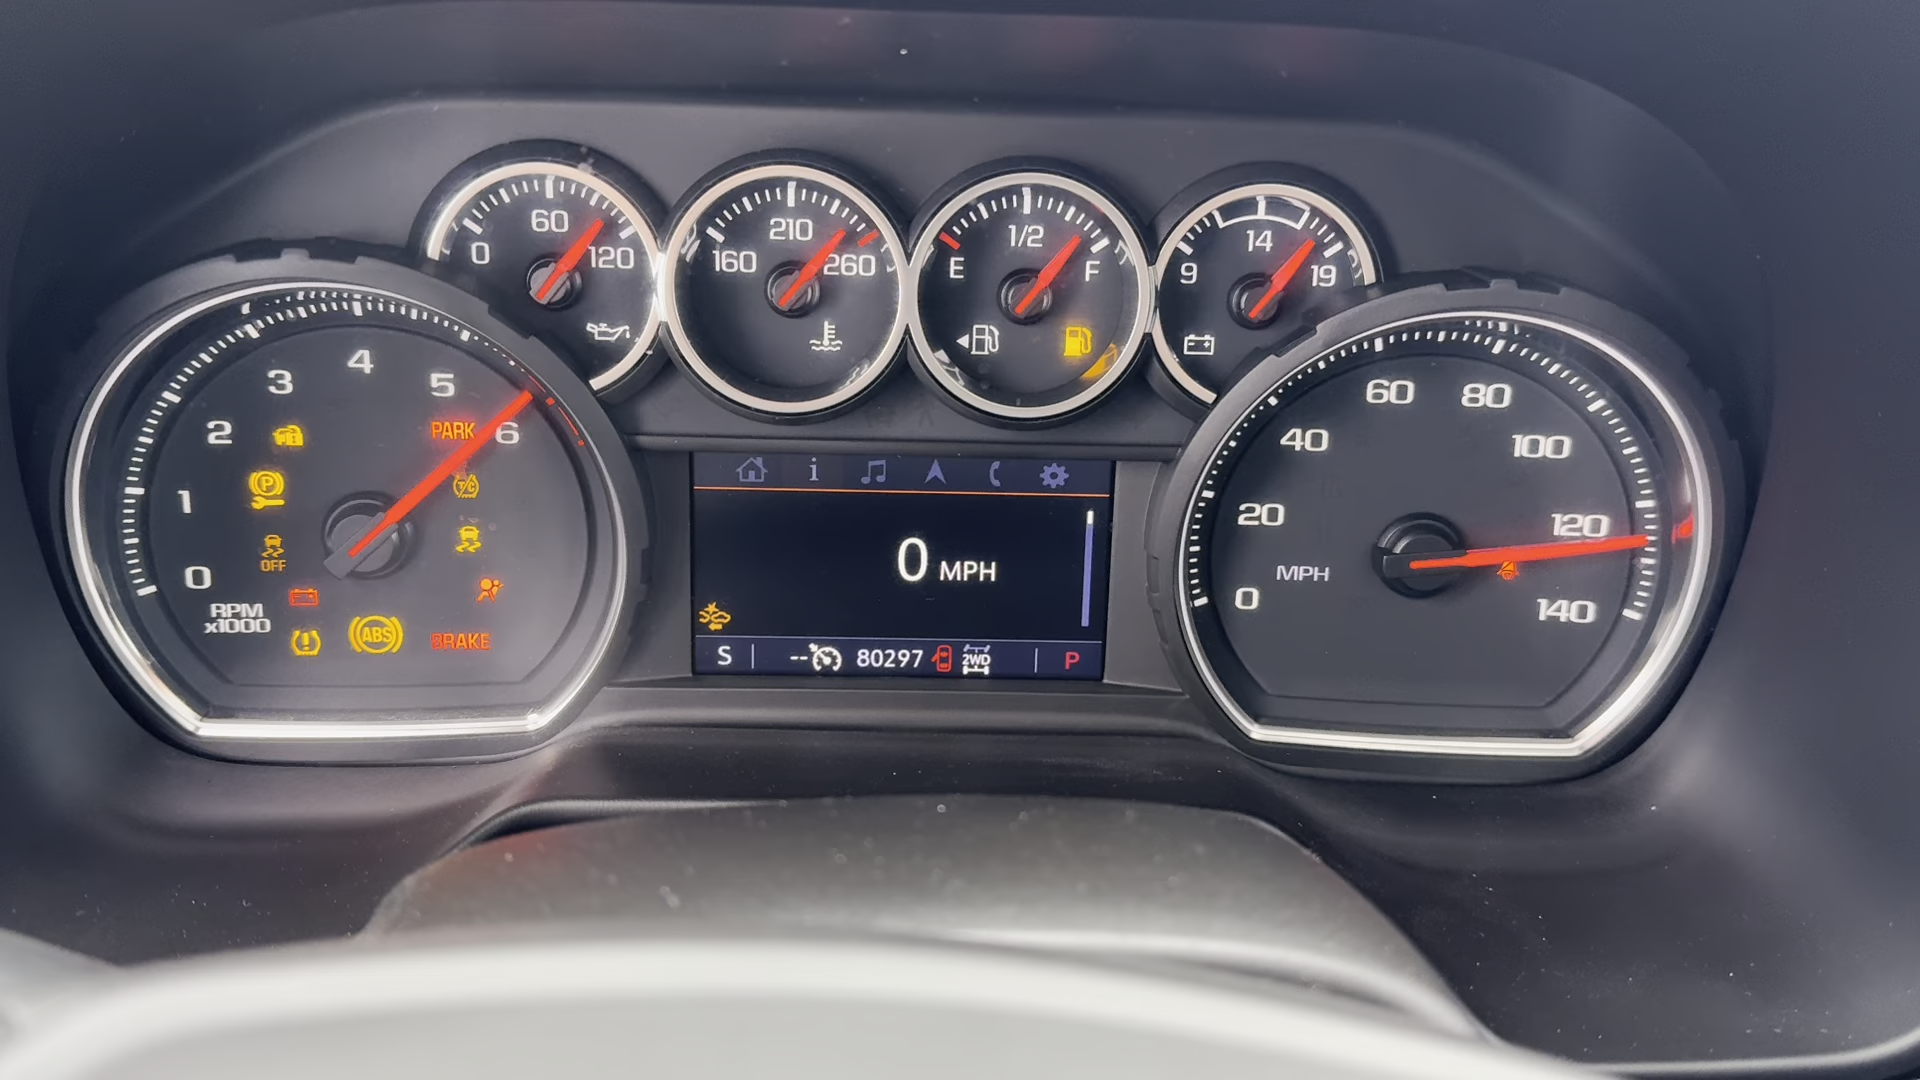 0 60 120
160 210 260
E 1/2 F
9 14 19
0 1 2 3 4 5 6
RPM
x1000
PARK
P
T/C
OFF
ABS
BRAKE
i
0 MPH
S -- 80297 2WD P
0 20 40 60 80 100 120 140
MPH